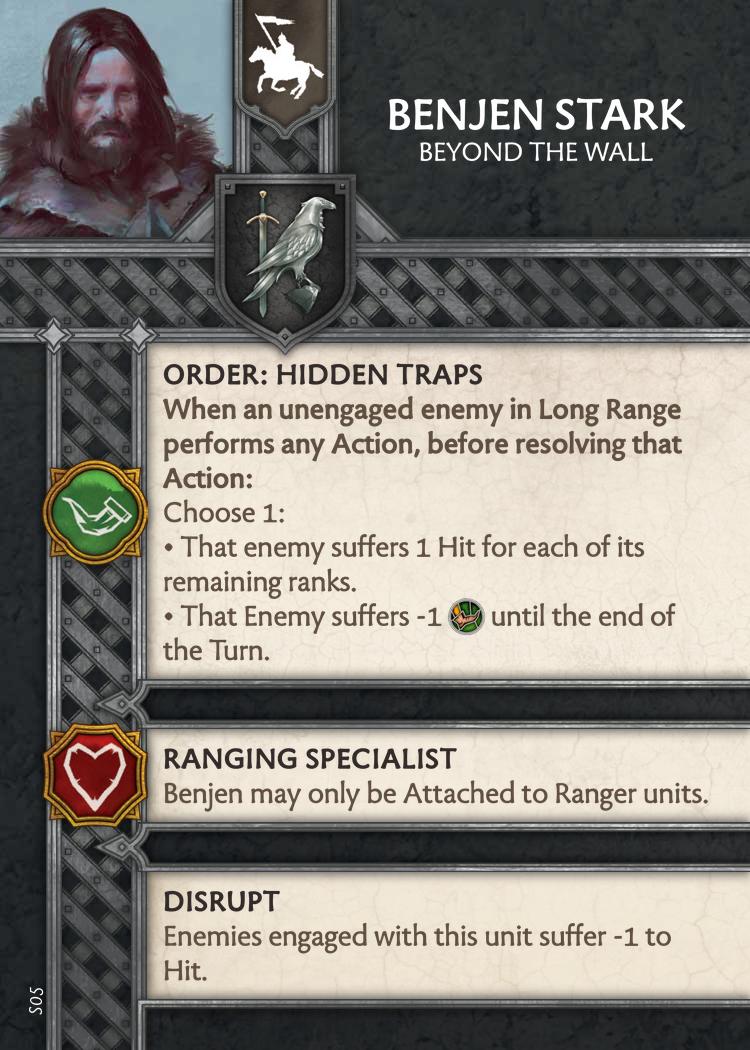 BENJEN STARK
BEYOND THE WALL
ORDER: HIDDEN TRAPS
When an unengaged enemy in Long Range
performs any Action, before resolving that
Action:
Choose 1:
• That enemy suffers 1 Hit for each of its
remaining ranks.
• That Enemy suffers -1 until the end of
the Turn.
RANGING SPECIALIST
Benjen may only be Attached to Ranger units.
DISRUPT
Enemies engaged with this unit suffer -1 to
Hit.
S05